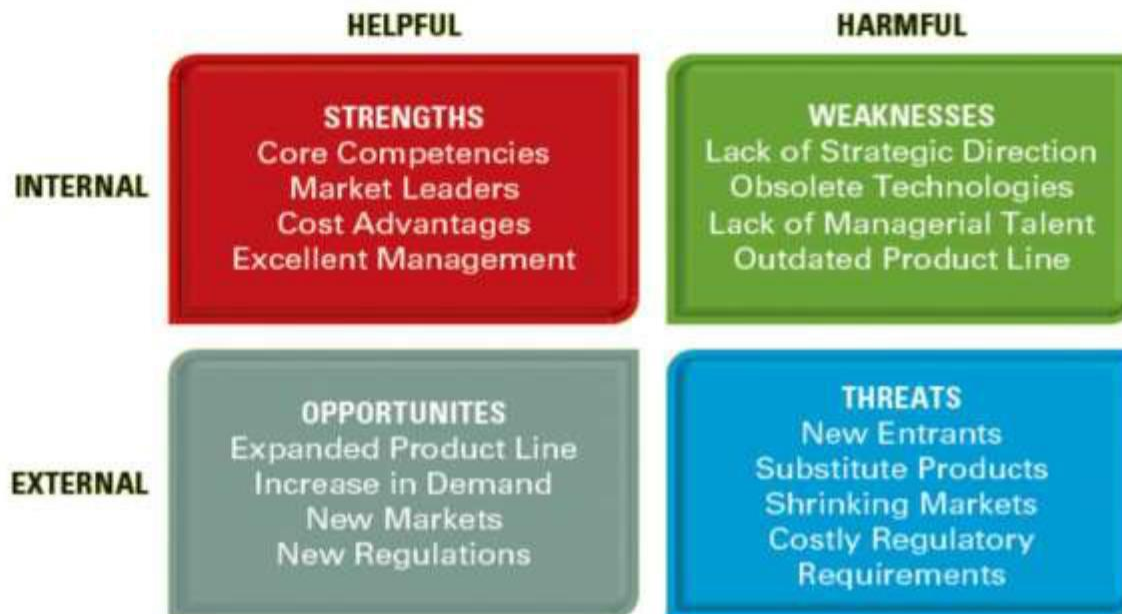 HELPFUL
HARMFUL
INTERNAL
STRENGTHS
Core Competencies
Market Leaders
Cost Advantages
Excellent Management
WEAKNESSES
Lack of Strategic Direction
Obsolete Technologies
Lack of Managerial Talent
Outdated Product Line
EXTERNAL
OPPORTUNITES
Expanded Product Line
Increase in Demand
New Markets
New Regulations
THREATS
New Entrants
Substitute Products
Shrinking Markets
Costly Regulatory
Requirements